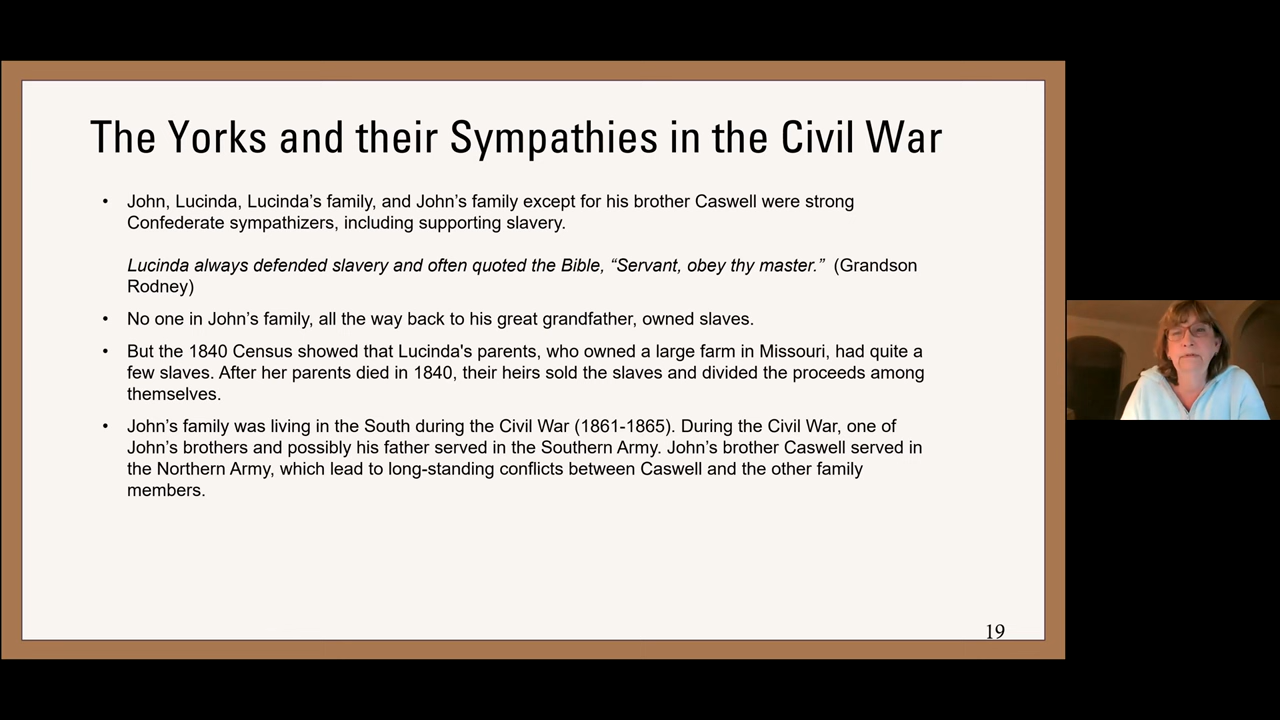 The Yorks and their Sympathies in the Civil War
• John, Lucinda, Lucinda’s family, and John’s family except for his brother Caswell were strong
Confederate sympathizers, including supporting slavery.
Lucinda always defended slavery and often quoted the Bible, “Servant, obey thy master.” (Grandson
Rodney)
• No one in John’s family, all the way back to his great grandfather, owned slaves.
• But the 1840 Census showed that Lucinda's parents, who owned a large farm in Missouri, had quite a
few slaves. After her parents died in 1840, their heirs sold the slaves and divided the proceeds among
themselves.
• John’s family was living in the South during the Civil War (1861-1865). During the Civil War, one of
John’s brothers and possibly his father served in the Southern Army. John’s brother Caswell served in
the Northern Army, which lead to long-standing conflicts between Caswell and the other family
members.
19